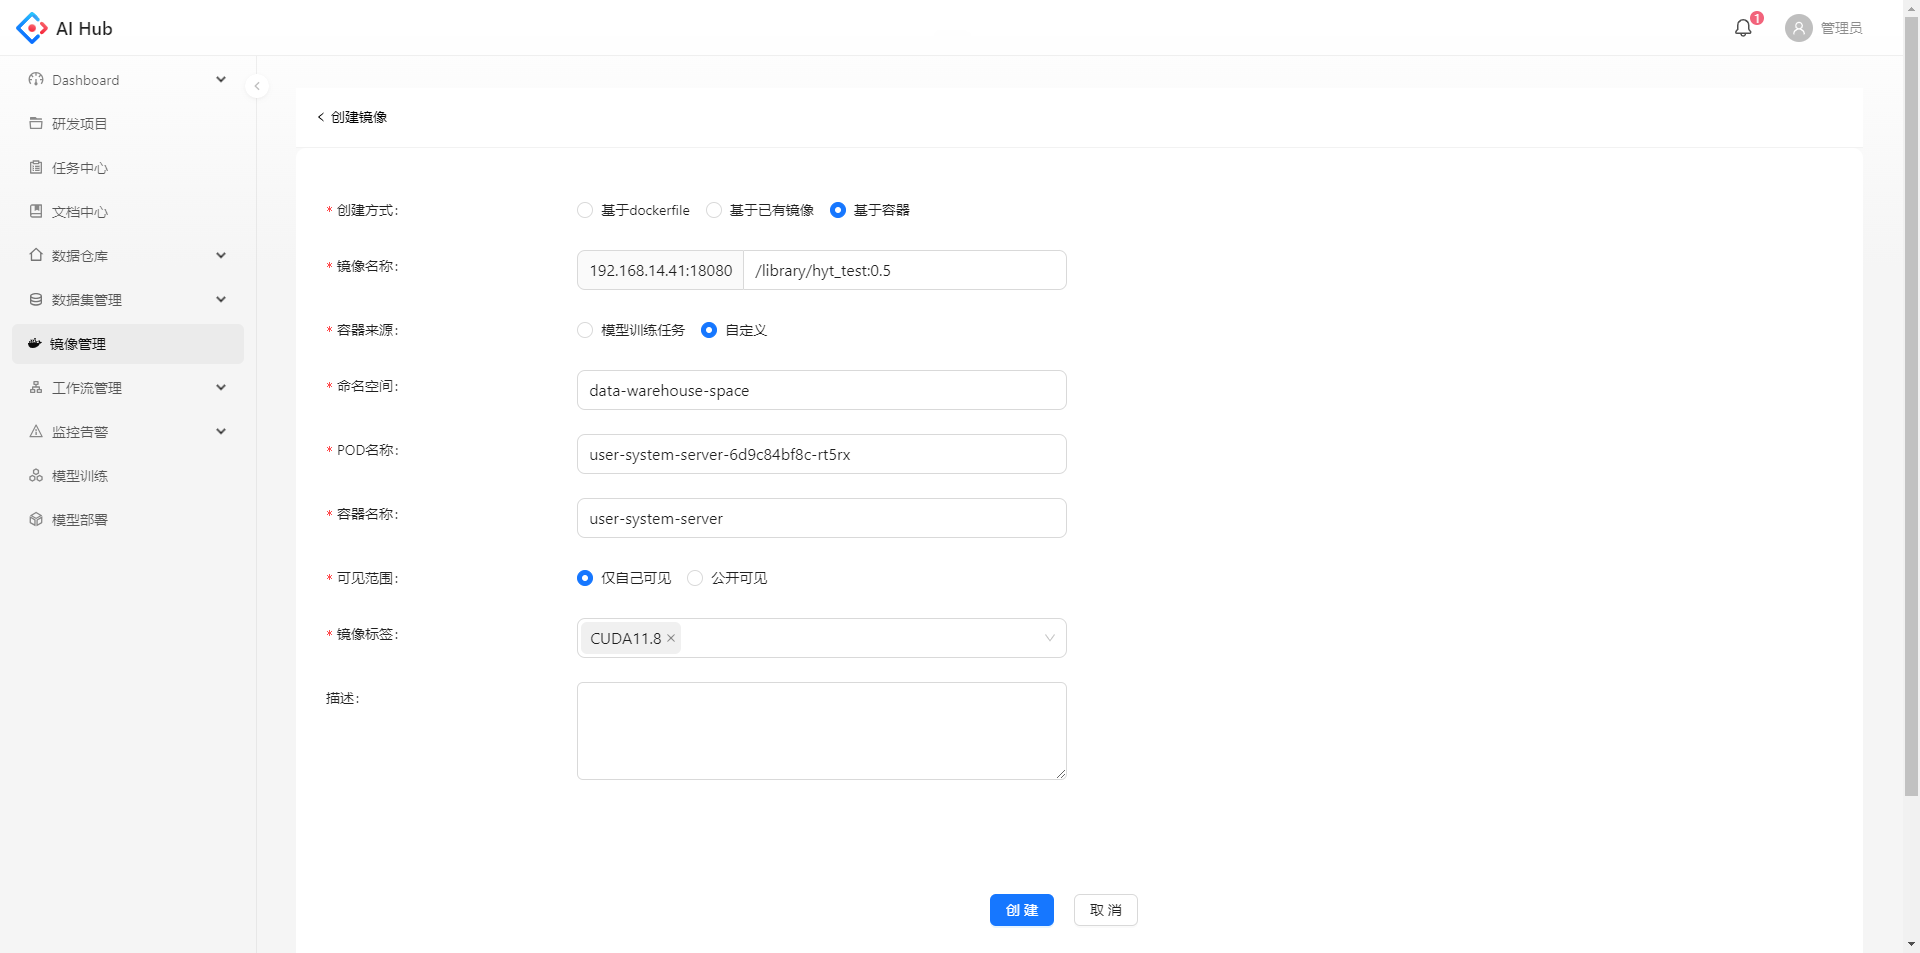 AI Hub
1
管理员
Dashboard
研发项目
任务中心
文档中心
数据仓库
数据集管理
镜像管理
工作流管理
监控告警
模型训练
模型部署
创建镜像
* 创建方式:
基于dockerfile 基于已有镜像 基于容器
* 镜像名称:
192.168.14.41:18080 /library/hyt_test:0.5
* 容器来源:
模型训练任务 自定义
* 命名空间:
data-warehouse-space
* POD名称:
user-system-server-6d9c84bf8c-rt5rx
* 容器名称:
user-system-server
* 可见范围:
仅自己可见 公开可见
* 镜像标签:
CUDA11.8
描述:
创 建 取 消